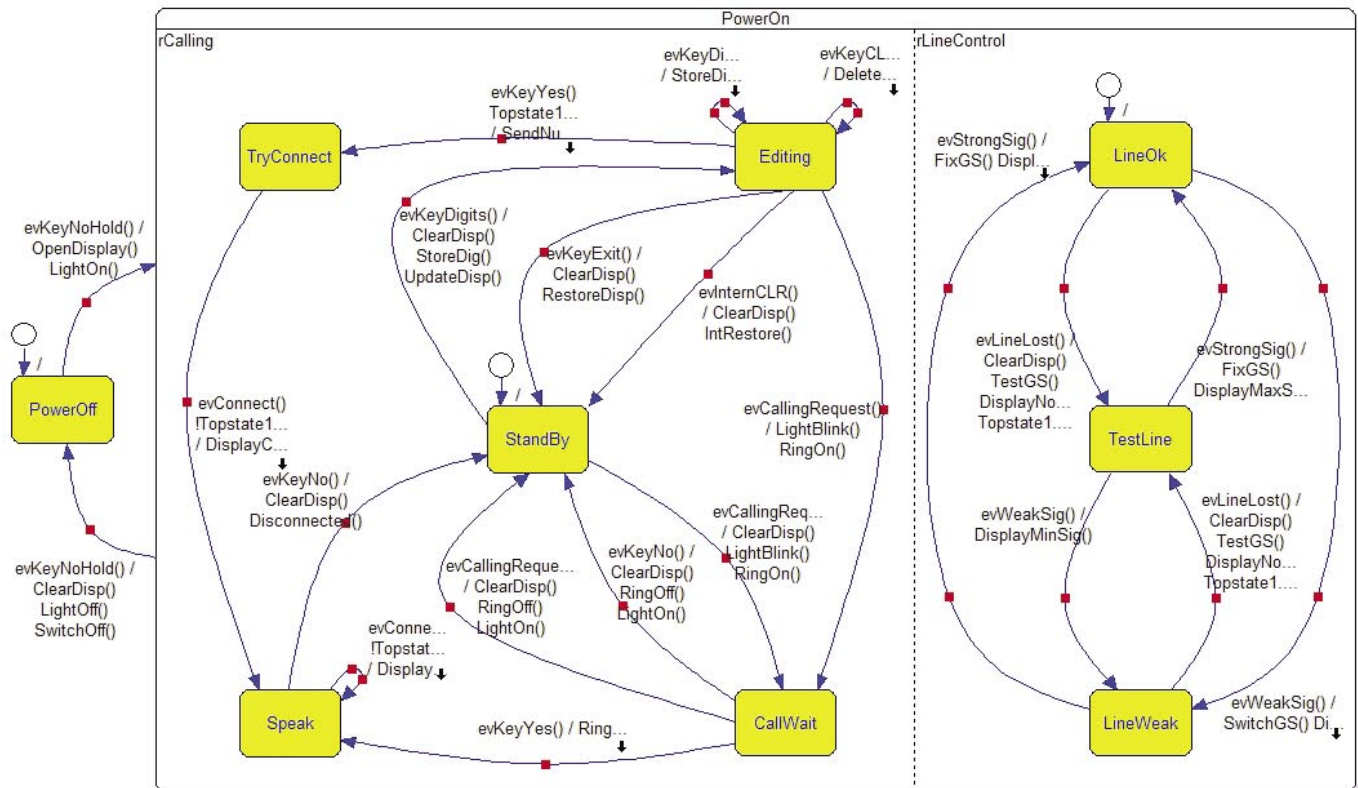 PowerOn
rCalling
rLineControl
evKeyDi...
/ StoreDi...
evKeyCL...
/ Delete...
evKeyYes()
Topstate1...
/ SendNu
TryConnect
Editing
/
LineOk
evStrongSig() /
FixGS() Displ...
evKeyNoHold() /
OpenDisplay()
LightOn()
evKeyDigits() /
ClearDisp()
StoreDig()
UpdateDisp()
evKeyExit() /
ClearDisp()
RestoreDisp()
evInternCLR()
/ ClearDisp()
IntRestore()
/
PowerOff
evLineLost() /
ClearDisp()
TestGS()
DisplayNo...
Topstate1....
evStrongSig() /
FixGS()
DisplayMaxS...
/
StandBy
TestLine
evConnect()
!Topstate1...
/ DisplayC...
evCallingRequest()
/ LightBlink()
RingOn()
evKeyNo() /
ClearDisp()
Disconnected()
evCallingReq...
/ ClearDisp()
LightBlink()
RingOn()
evWeakSig() /
DisplayMinSig()
evLineLost() /
ClearDisp()
TestGS()
DisplayNo...
Topstate1....
evKeyNoHold() /
ClearDisp()
LightOff()
SwitchOff()
evCallingReque...
/ ClearDisp()
RingOff()
LightOn()
evKeyNo() /
ClearDisp()
RingOff()
LightOn()
evConne...
!Topstat...
/ Display...
Speak
CallWait
LineWeak
evKeyYes() / Ring...
evWeakSig() /
SwitchGS() Di...